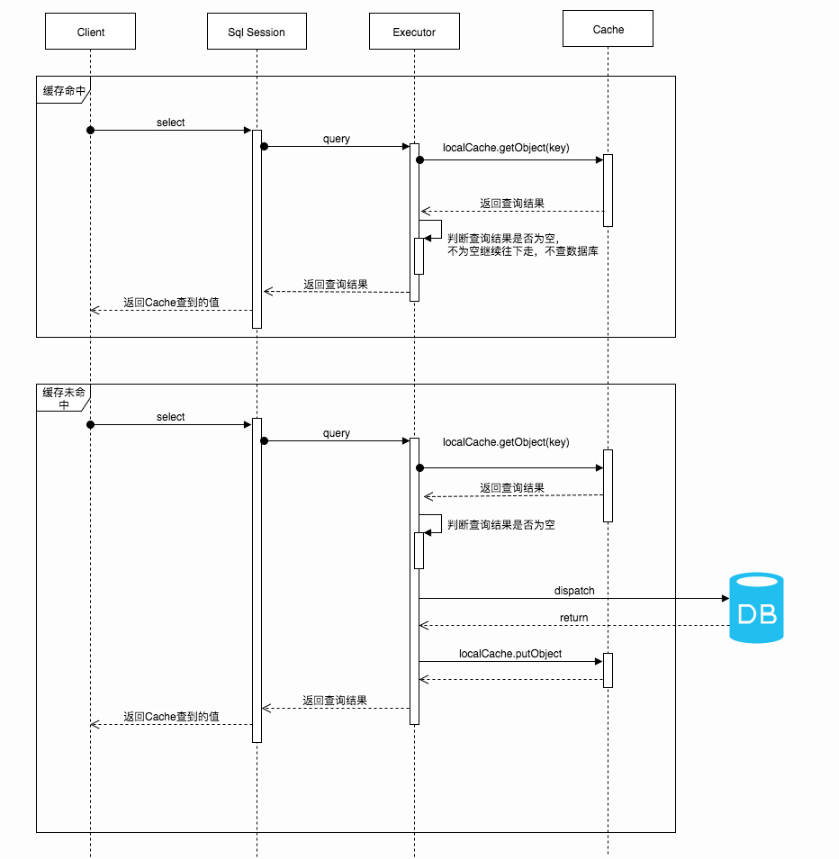 Client
Sql Session
Executor
Cache
缓存命中
select
query
localCache.getObject(key)
返回查询结果
判断查询结果是否为空，
不为空继续往下走，不查数据库
返回查询结果
返回Cache查到的值
缓存未命
中
select
query
localCache.getObject(key)
返回查询结果
判断查询结果是否为空
dispatch
DB
return
localCache.putObject
返回查询结果
返回Cache查到的值